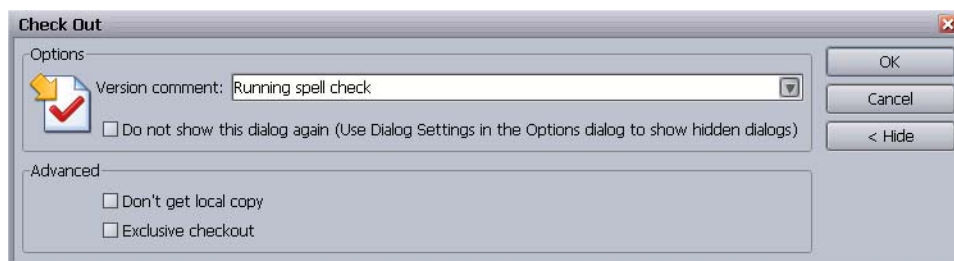 Check Out
Options
Version comment: Running spell check
Do not show this dialog again (Use Dialog Settings in the Options dialog to show hidden dialogs)
OK
Cancel
< Hide
Advanced
Don't get local copy
Exclusive checkout